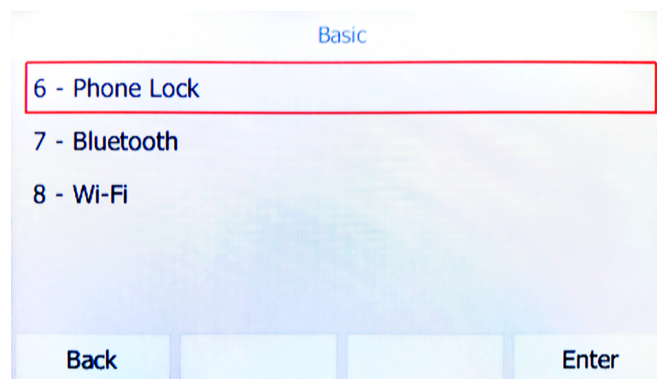 Basic
6 - Phone Lock
7 - Bluetooth
8 - Wi-Fi
Back Enter